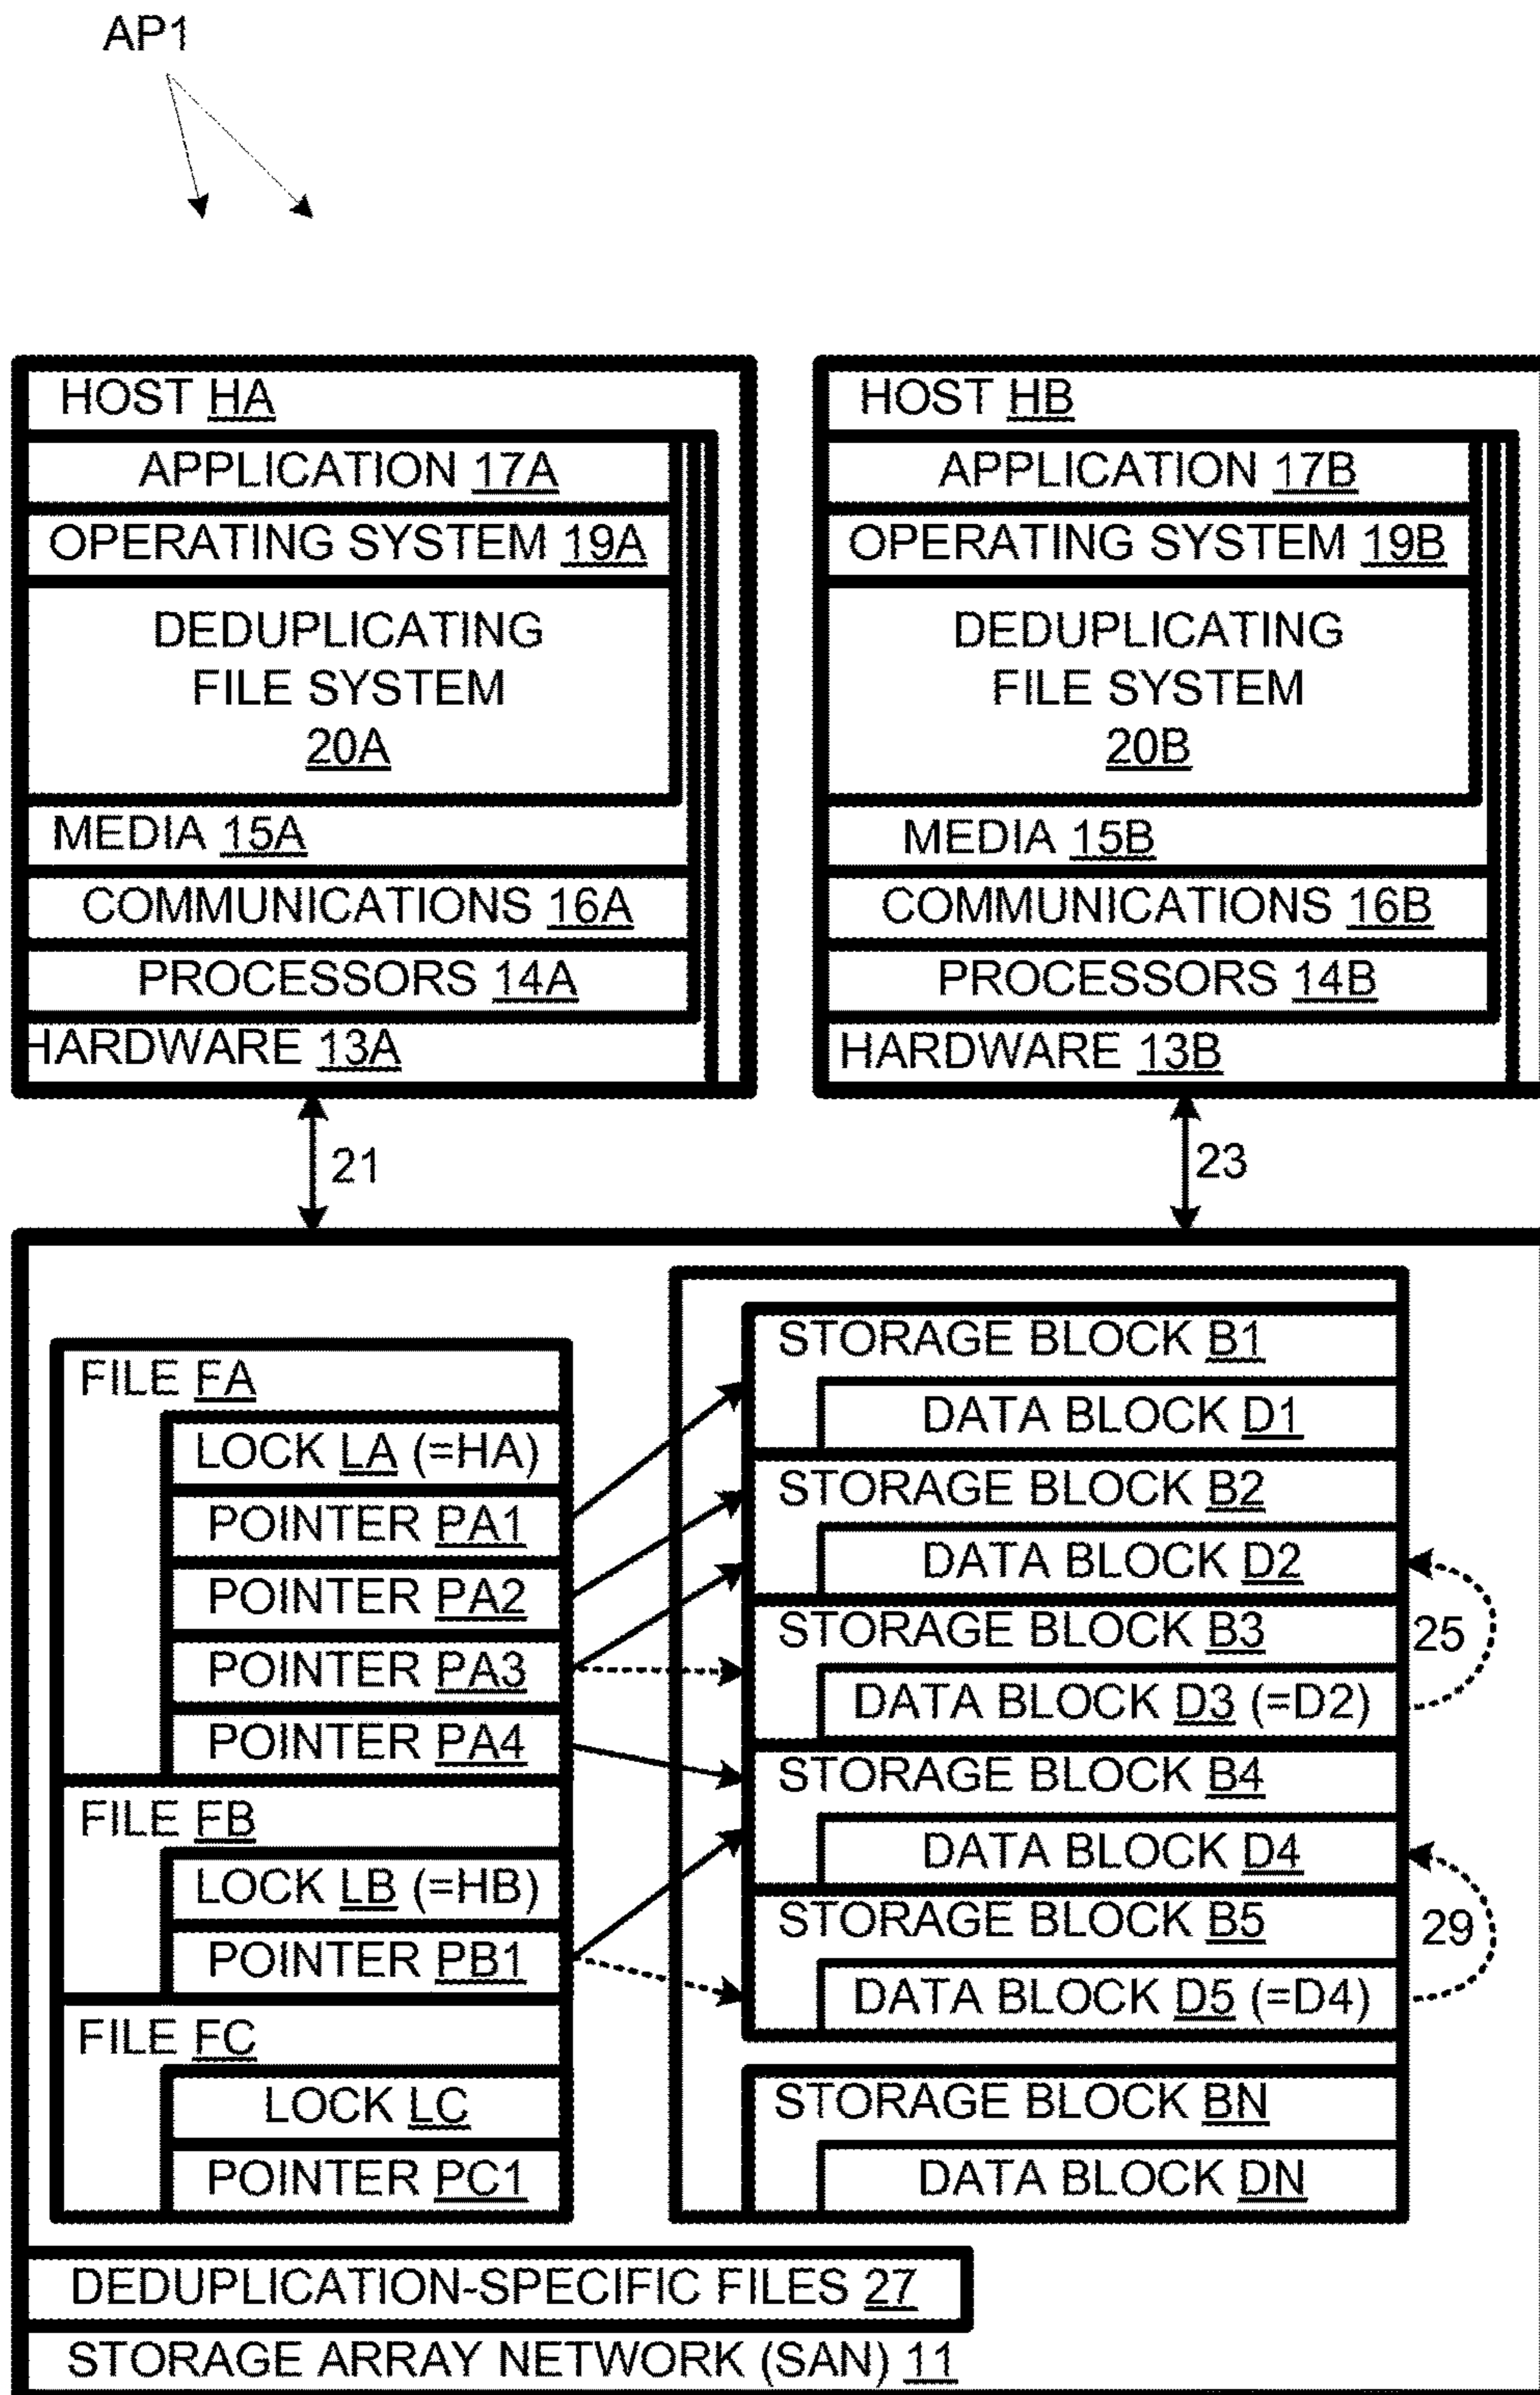 AP1
HOST HA
APPLICATION 17A
OPERATING SYSTEM 19A
DEDUPLICATING
FILE SYSTEM
20A
MEDIA 15A
COMMUNICATIONS 16A
PROCESSORS 14A
HARDWARE 13A
HOST HB
APPLICATION 17B
OPERATING SYSTEM 19B
DEDUPLICATING
FILE SYSTEM
20B
MEDIA 15B
COMMUNICATIONS 16B
PROCESSORS 14B
HARDWARE 13B
21
23
FILE FA
LOCK LA (=HA)
POINTER PA1
POINTER PA2
POINTER PA3
POINTER PA4
FILE FB
LOCK LB (=HB)
POINTER PB1
FILE FC
LOCK LC
POINTER PC1
STORAGE BLOCK B1
DATA BLOCK D1
STORAGE BLOCK B2
DATA BLOCK D2
STORAGE BLOCK B3
DATA BLOCK D3 (=D2)
25
STORAGE BLOCK B4
DATA BLOCK D4
STORAGE BLOCK B5
DATA BLOCK D5 (=D4)
29
STORAGE BLOCK BN
DATA BLOCK DN
DEDUPLICATION-SPECIFIC FILES 27
STORAGE ARRAY NETWORK (SAN) 11